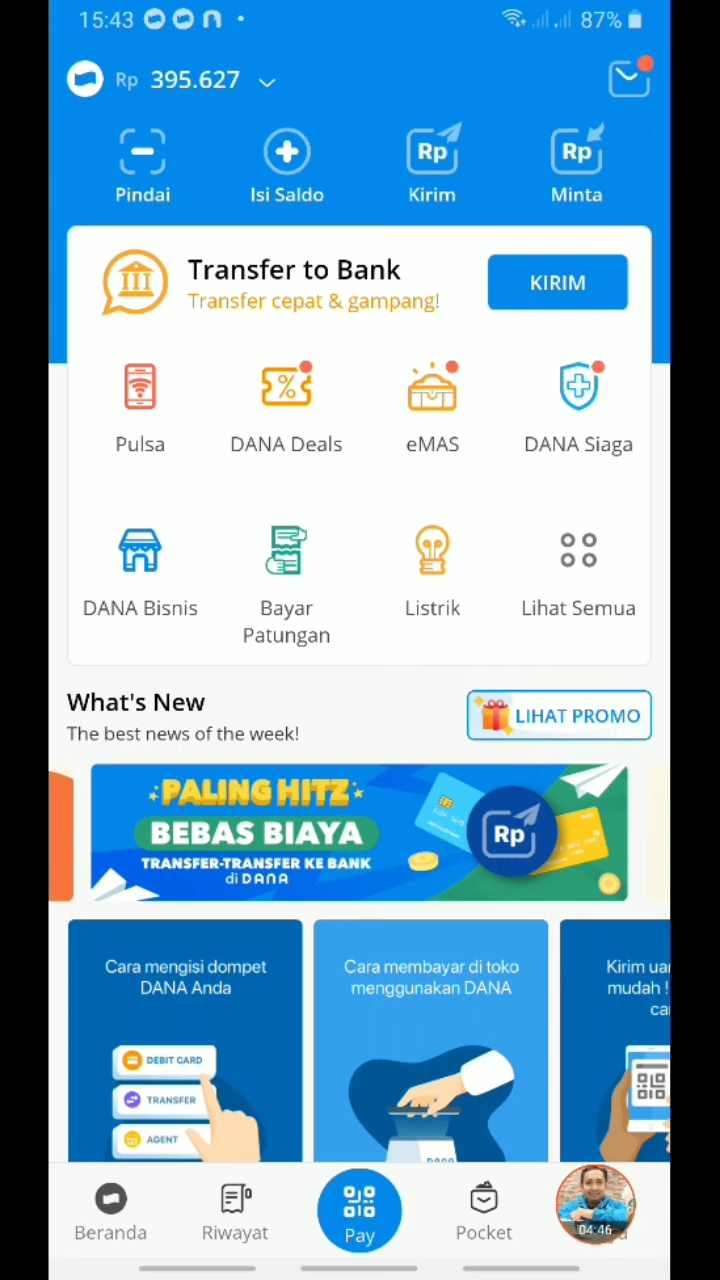 15:43 87%
Rp 395.627
Rp Rp
Pindai Isi Saldo Kirim Minta
Transfer to Bank
Transfer cepat & gampang!
KIRIM
Pulsa DANA Deals eMAS DANA Siaga
DANA Bisnis Bayar Patungan Listrik Lihat Semua
What's New
The best news of the week!
LIHAT PROMO
PALING HITZ
BEBAS BIAYA
TRANSFER-TRANSFER KE BANK
di DANA
Rp
Cara mengisi dompet
DANA Anda
DEBIT CARD
TRANSFER
AGENT
Cara membayar di toko
menggunakan DANA
Kirim
mudah !
Beranda Riwayat Pay Pocket
04:46